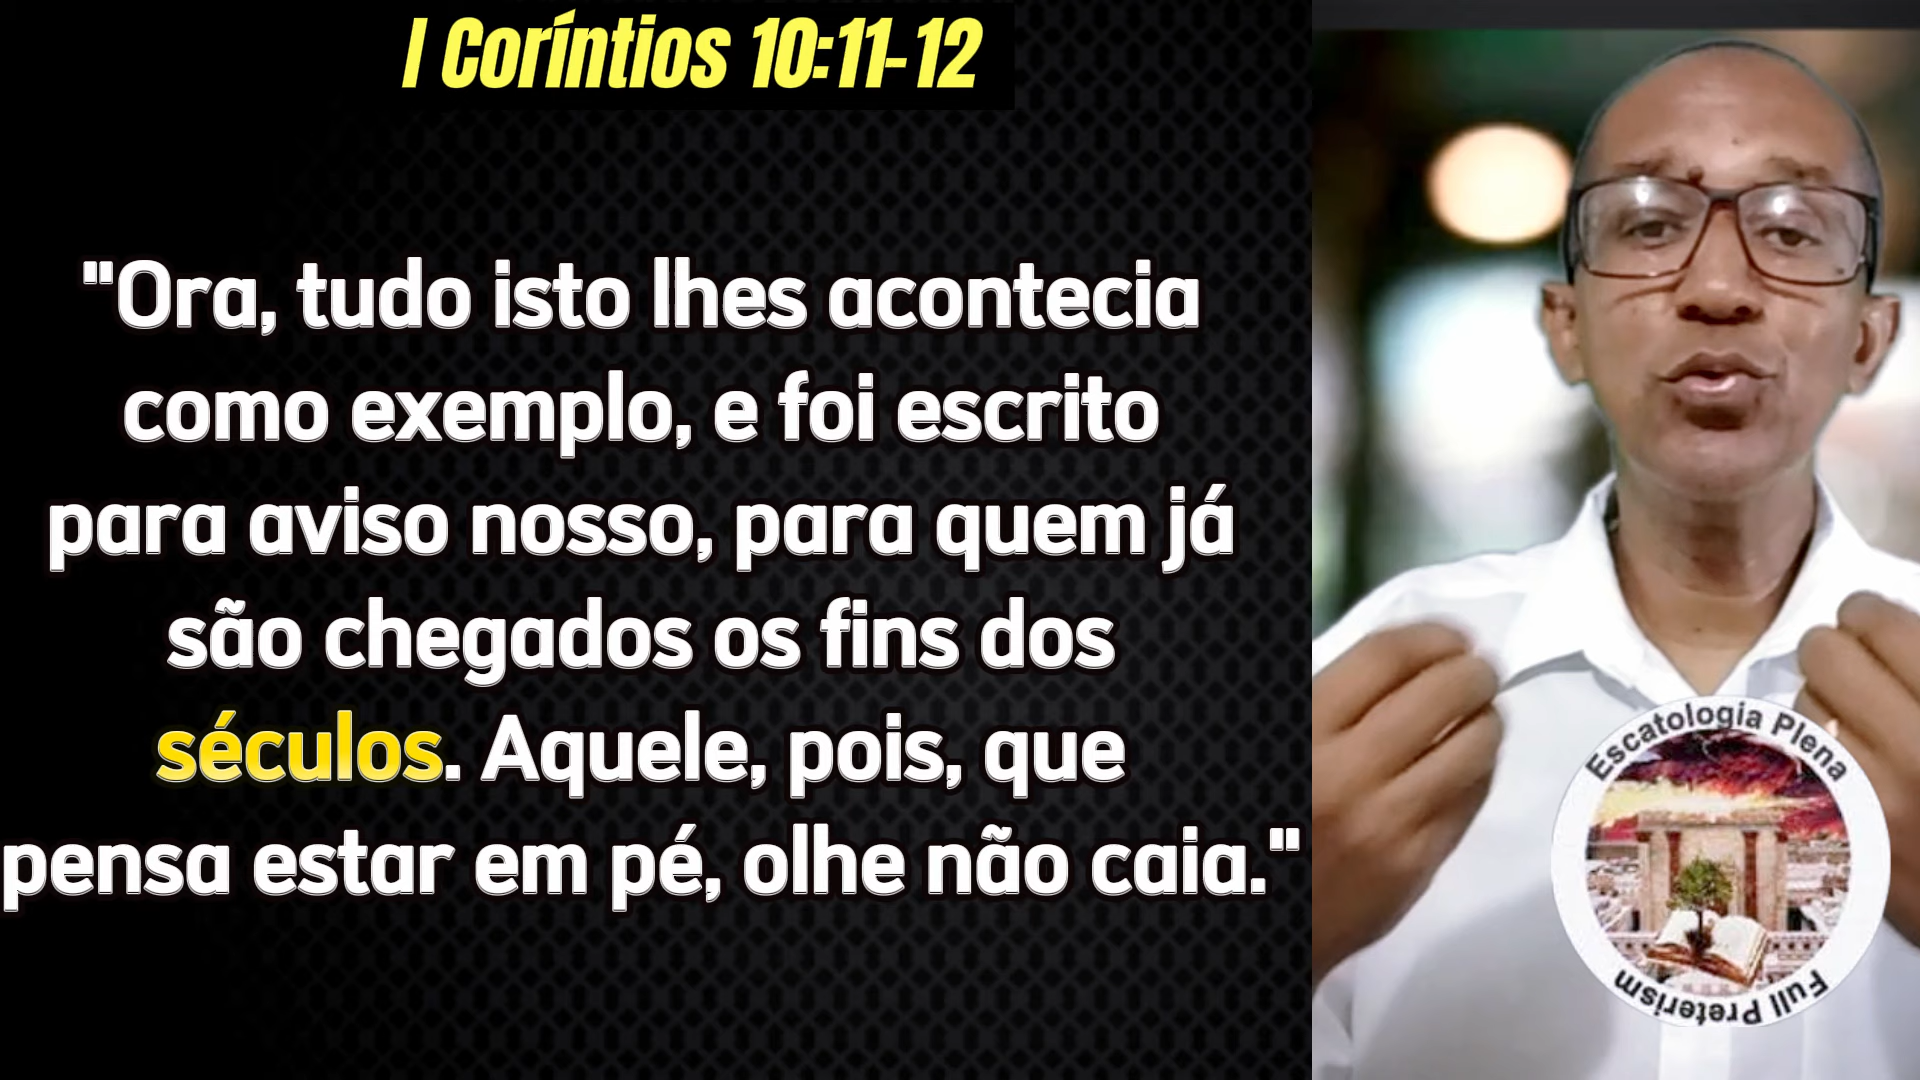 I Coríntios 10:11-12
"Ora, tudo isto lhes acontecia
como exemplo, e foi escrito
para aviso nosso, para quem já
são chegados os fins dos
séculos. Aquele, pois, que
pensa estar em pé, olhe não caia."
Escatologia Plena
Full Preterism